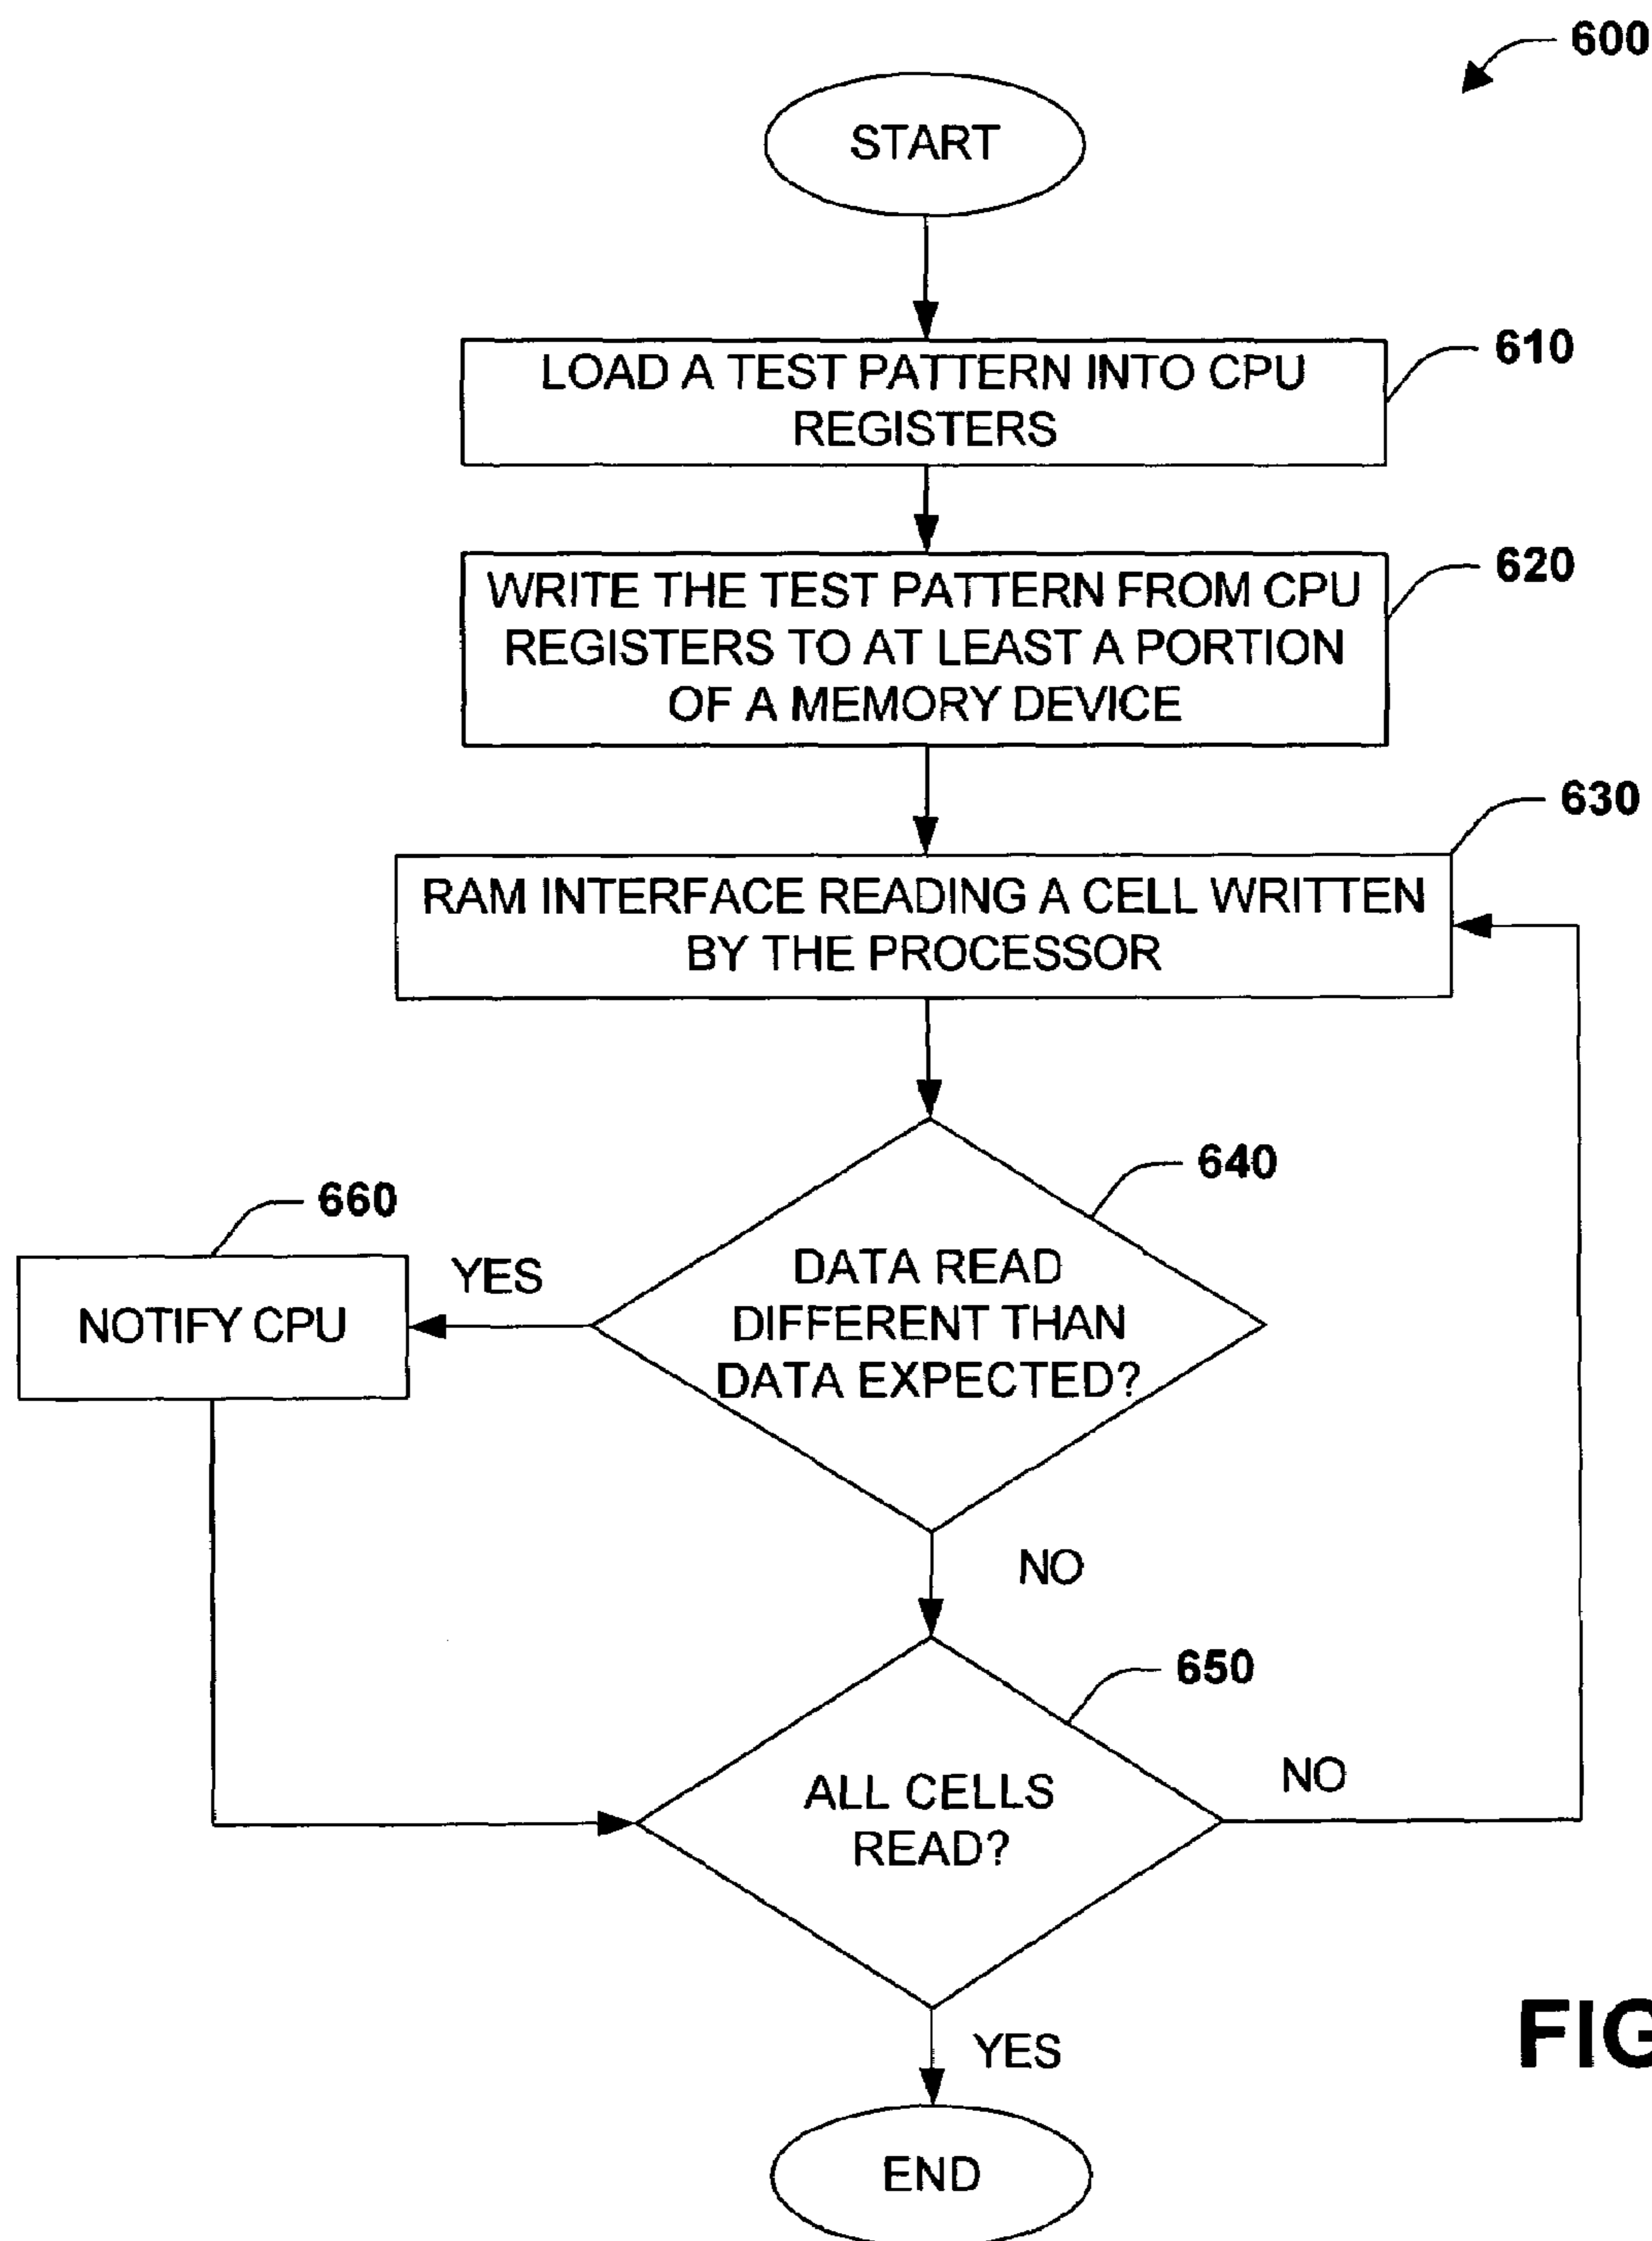 600
START
LOAD A TEST PATTERN INTO CPU
REGISTERS
610
WRITE THE TEST PATTERN FROM CPU
REGISTERS TO AT LEAST A PORTION
OF A MEMORY DEVICE
620
630
RAM INTERFACE READING A CELL WRITTEN
BY THE PROCESSOR
640
660
YES
DATA READ
DIFFERENT THAN
DATA EXPECTED?
NOTIFY CPU
NO
650
ALL CELLS
READ?
NO
YES
FIG
END